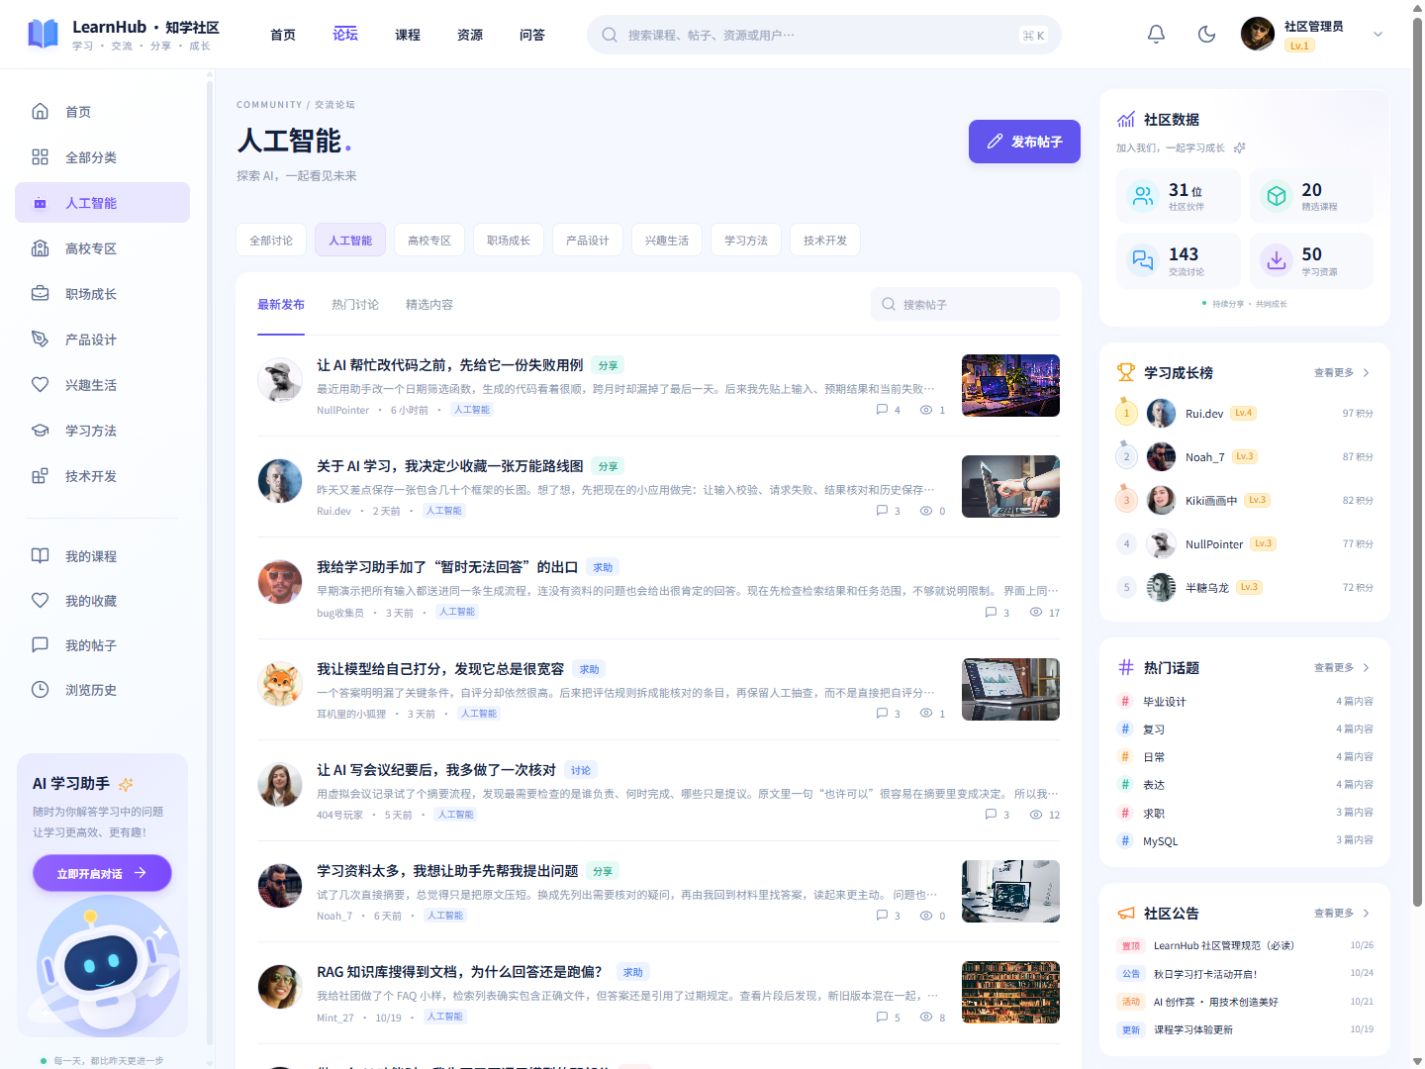 LearnHub · 知学社区
学习 · 交流 · 分享 · 成长
首页
论坛
课程
资源
问答
搜索课程、帖子、资源或用户…
⌘ K
社区管理员
Lv.1
首页
全部分类
人工智能
高校专区
职场成长
产品设计
兴趣生活
学习方法
技术开发
我的课程
我的收藏
我的帖子
浏览历史
AI 学习助手
随时为你解答学习中的问题
让学习更高效、更有趣！
立即开启对话
每一天，都比昨天更进一步
COMMUNITY / 交流论坛
人工智能.
探索 AI，一起看见未来
发布帖子
全部讨论
人工智能
高校专区
职场成长
产品设计
兴趣生活
学习方法
技术开发
最新发布
热门讨论
精选内容
搜索帖子
让 AI 帮忙改代码之前，先给它一份失败用例 分享
最近用助手改一个日期筛选函数，生成的代码看着很顺，跨月时却漏掉了最后一天。后来我先贴上输入、预期结果和当前失败…
NullPointer · 6 小时前 · 人工智能 4 1
关于 AI 学习，我决定少收藏一张万能路线图 分享
昨天又差点保存一张包含几十个框架的长图。想了想，先把现在的小应用做完：让输入校验、请求失败、结果核对和历史保存…
Rui.dev · 2 天前 · 人工智能 3 0
我给学习助手加了“暂时无法回答”的出口 求助
早期演示把所有输入都送进同一条生成流程，连没有资料的问题也会给出很肯定的回答。现在先检查检索结果和任务范围，不够就说明限制。 界面上同…
bug收集员 · 3 天前 · 人工智能 3 17
我让模型给自己打分，发现它总是很宽容 求助
一个答案明明漏了关键条件，自评分却依然很高。后来把评估规则拆成能核对的条目，再保留人工抽查，而不是直接把自评分…
耳机里的小狐狸 · 3 天前 · 人工智能 3 1
让 AI 写会议纪要后，我多做了一次核对 讨论
用虚拟会议记录试了个摘要流程，发现最需要检查的是谁负责、何时完成、哪些只是提议。原文里一句“也许可以”很容易在摘要里变成决定。 所以我…
404号玩家 · 5 天前 · 人工智能 3 12
学习资料太多，我想让助手先帮我提出问题 分享
试了几次直接摘要，总觉得只是把原文压短。换成先列出需要核对的疑问，再由我回到材料里找答案，读起来更主动。 问题也…
Noah_7 · 6 天前 · 人工智能 3 0
RAG 知识库搜得到文档，为什么回答还是跑偏？ 求助
我给社团做了个 FAQ 小样，检索列表确实包含正确文件，但答案还是引用了过期规定。查看片段后发现，新旧版本混在一起，…
Mint_27 · 10/19 · 人工智能 5 8
社区数据
加入我们，一起学习成长
31 位
社区伙伴
20
精选课程
143
交流讨论
50
学习资源
持续分享 · 共同成长
学习成长榜
查看更多
1 Rui.dev Lv.4 97 积分
2 Noah_7 Lv.3 87 积分
3 Kiki画画中 Lv.3 82 积分
4 NullPointer Lv.3 77 积分
5 半糖乌龙 Lv.3 72 积分
热门话题
查看更多
# 毕业设计 4 篇内容
# 复习 4 篇内容
# 日常 4 篇内容
# 表达 4 篇内容
# 求职 3 篇内容
# MySQL 3 篇内容
社区公告
查看更多
置顶 LearnHub 社区管理规范（必读） 10/26
公告 秋日学习打卡活动开启！ 10/24
活动 AI 创作赛 · 用技术创造美好 10/21
更新 课程学习体验更新 10/19